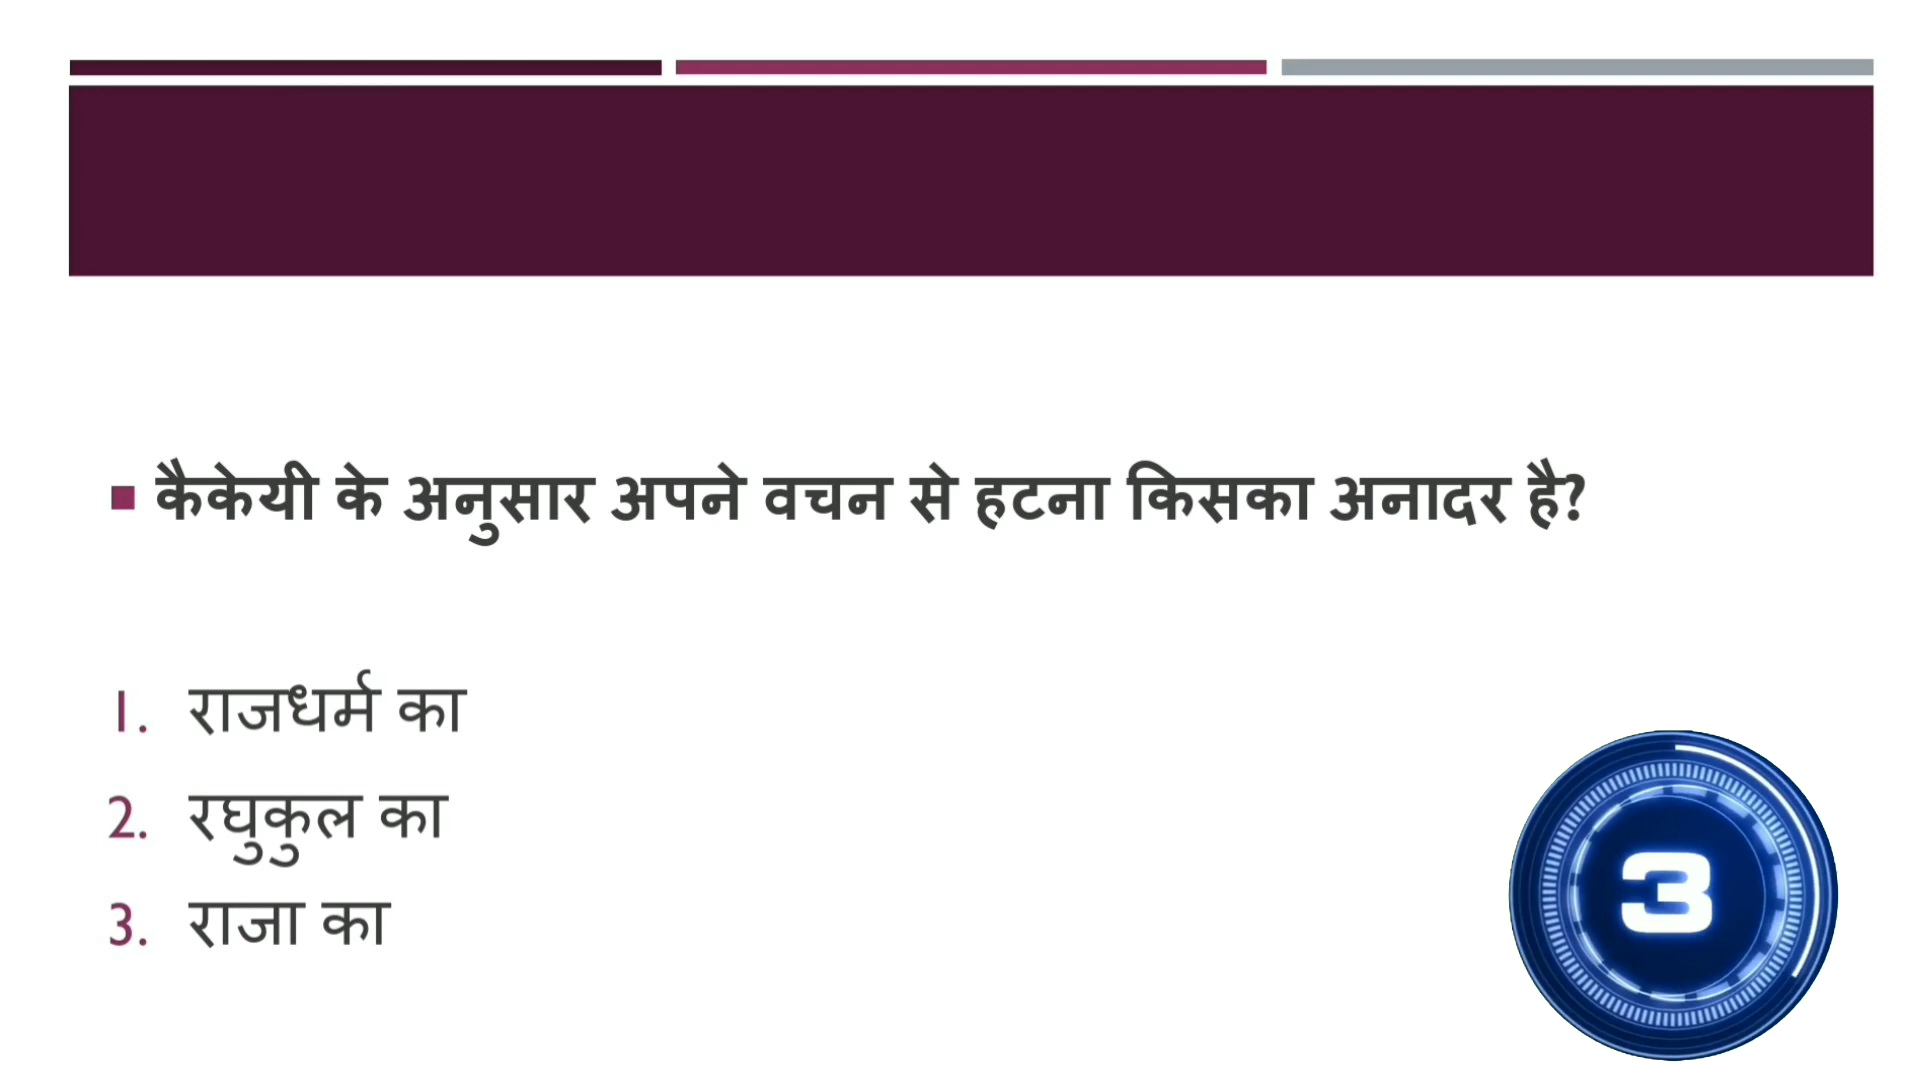 कैकेयी के अनुसार अपने वचन से हटना किसका अनादर है?
1. राजधर्म का
2. रघुकुल का
3. राजा का
3